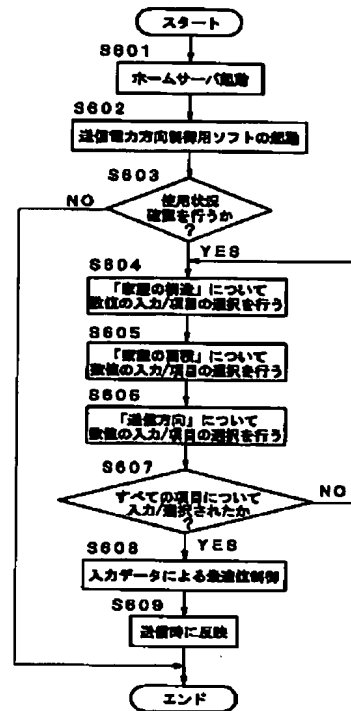 スタート
S601
ホームサーバ起動
S602
送信電力方向制御用ソフトの起動
S603
使用状況
確認を行うか
?
NO
YES
S604
「家屋の構造」について
数値の入力/項目の選択を行う
S605
「家屋の面積」について
数値の入力/項目の選択を行う
S606
「送信方向」について
数値の入力/項目の選択を行う
S607
すべての項目について
入力/選択されたか
?
NO
YES
S608
入力データによる最適値制御
S609
送信時に反映
エンド